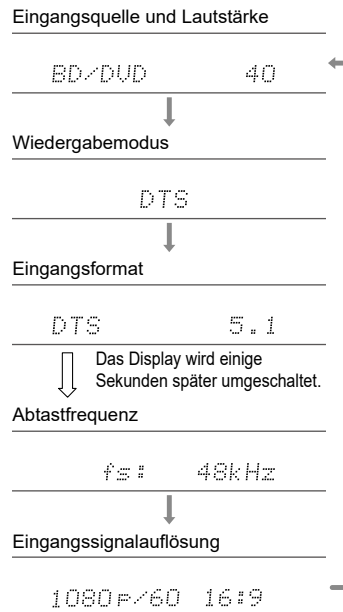 Eingangsquelle und Lautstärke
BD/DVD 40
Wiedergabemodus
DTS
Eingangsformat
DTS 5.1
Das Display wird einige
Sekunden später umgeschaltet.
Abtastfrequenz
fs: 48kHz
Eingangssignalauflösung
1080p/60 16:9